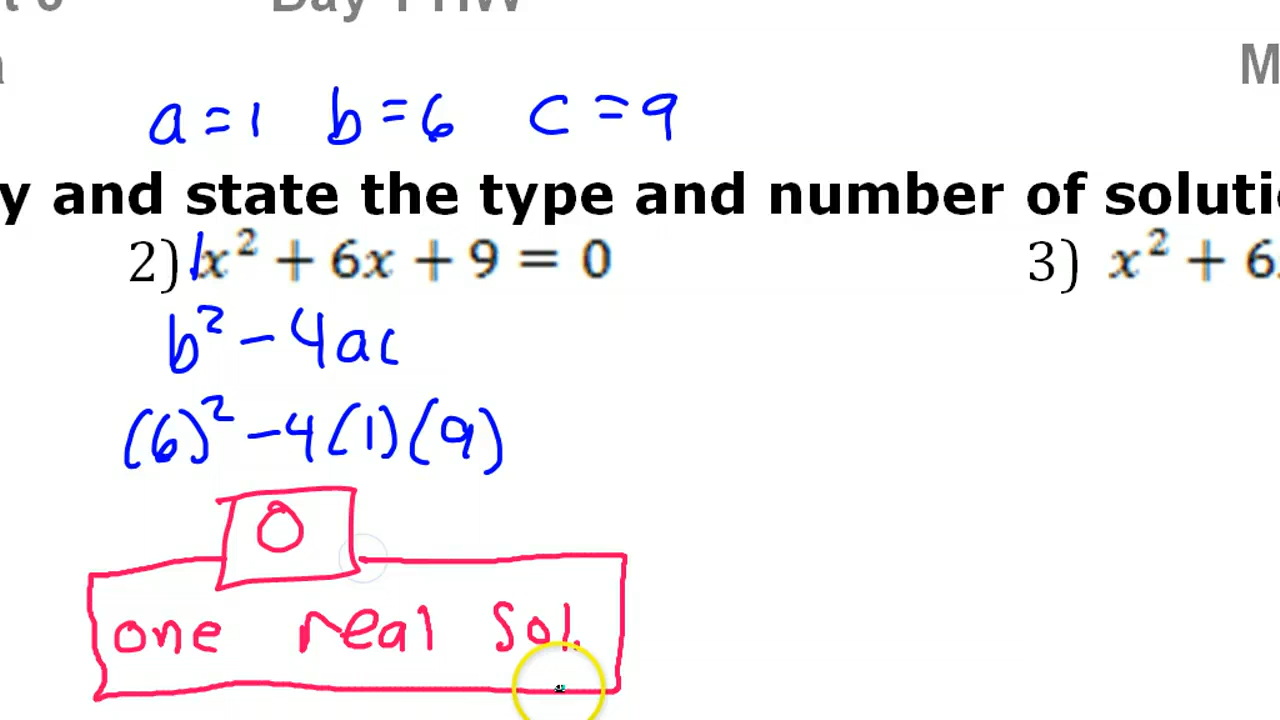 Day 1 HW
a = 1 b = 6 c = 9
y and state the type and number of soluti
2) 1x² + 6x + 9 = 0
3) x² + 6
b² - 4ac
(6)² - 4(1)(9)
0
one real sol.